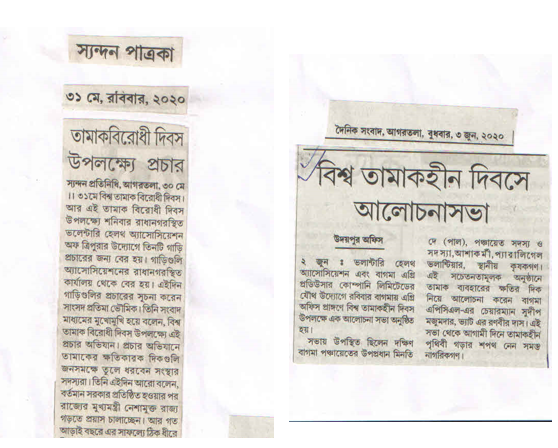 স্যন্দন পত্রিকা
৩১ মে, রবিবার, ২০২০
তামাকবিরোধী দিবস
উপলক্ষ্যে প্রচার
স্যন্দন প্রতিনিধি, আগরতলা, ৩০ মে
।। ৩১মে বিশ্ব তামাক বিরোধী দিবস।
আর এই তামাক বিরোধী দিবস
উপলক্ষ্যে শনিবার রাধানগরস্থিত
ভলেন্টারি হেলথ অ্যাসোসিয়েশন
অফ ত্রিপুরার উদ্যোগে তিনটি গাড়ি
প্রচারের জন্য বের হয়। গাড়িগুলি
অ্যাসোসিয়েশনের রাধানগরস্থিত
কার্যালয় থেকে বের হয়। এইদিন
গাড়িগুলির প্রচারের সূচনা করেন
সাংসদ প্রতিমা ভৌমিক। তিনি সংবাদ
মাধ্যমের মুখোমুখি হয়ে বলেন, বিশ্ব
তামাক বিরোধী দিবস উপলক্ষ্যে এই
প্রচার অভিযান। প্রচার অভিযানে
তামাকের ক্ষতিকারক দিকগুলি
জনসমক্ষে তুলে ধরবেন সংস্থার
সদস্যরা। তিনি এইদিন আরো বলেন,
বর্তমান সরকার প্রতিষ্ঠিত হওয়ার পর
রাজ্যের মুখ্যমন্ত্রী নেশামুক্ত রাজ্য
গড়তে প্রয়াস চালাচ্ছেন। আর গত
আড়াই বছরে এর সাফল্যে ঠিক ধীরে
দৈনিক সংবাদ, আগরতলা, বুধবার, ৩ জুন, ২০২০
বিশ্ব তামাকহীন দিবসে
আলোচনাসভা
উদয়পুর অফিস
২ জুন ঃ ভলান্টারি হেলথ
অ্যাসোসিয়েশন এবং বাগমা এগ্রি
প্রডিউসার কোম্পানি লিমিটেডের
যৌথ উদ্যোগে রবিবার বাগমায় এগ্রি
অফিস প্রাঙ্গণে বিশ্ব তামাকহীন দিবস
উপলক্ষে এক আলোচনা সভা অনুষ্ঠিত
হয়।
সভায় উপস্থিত ছিলেন দক্ষিণ
বাগমা পঞ্চায়েতের উপপ্রধান মিনতি
দে (পাল), পঞ্চায়েত সদস্য ও
সদস্যা, আশাকর্মী, প্যারালিগেল
ভলান্টিয়ার, স্থানীয় কৃষকগণ।
এই সচেতনতামূলক অনুষ্ঠানে
তামাক ব্যবহারের ক্ষতির দিক
নিয়ে আলোচনা করেন বাগমা
এপিসিএল-এর চেয়ারম্যান সুদীপ
মজুমদার, ভ্যাট এর রণবীর দাস। এই
সভা থেকে আগামী দিনে তামাকহীন
পৃথিবী গড়ার শপথ নেন সমস্ত
নাগরিকগণ।